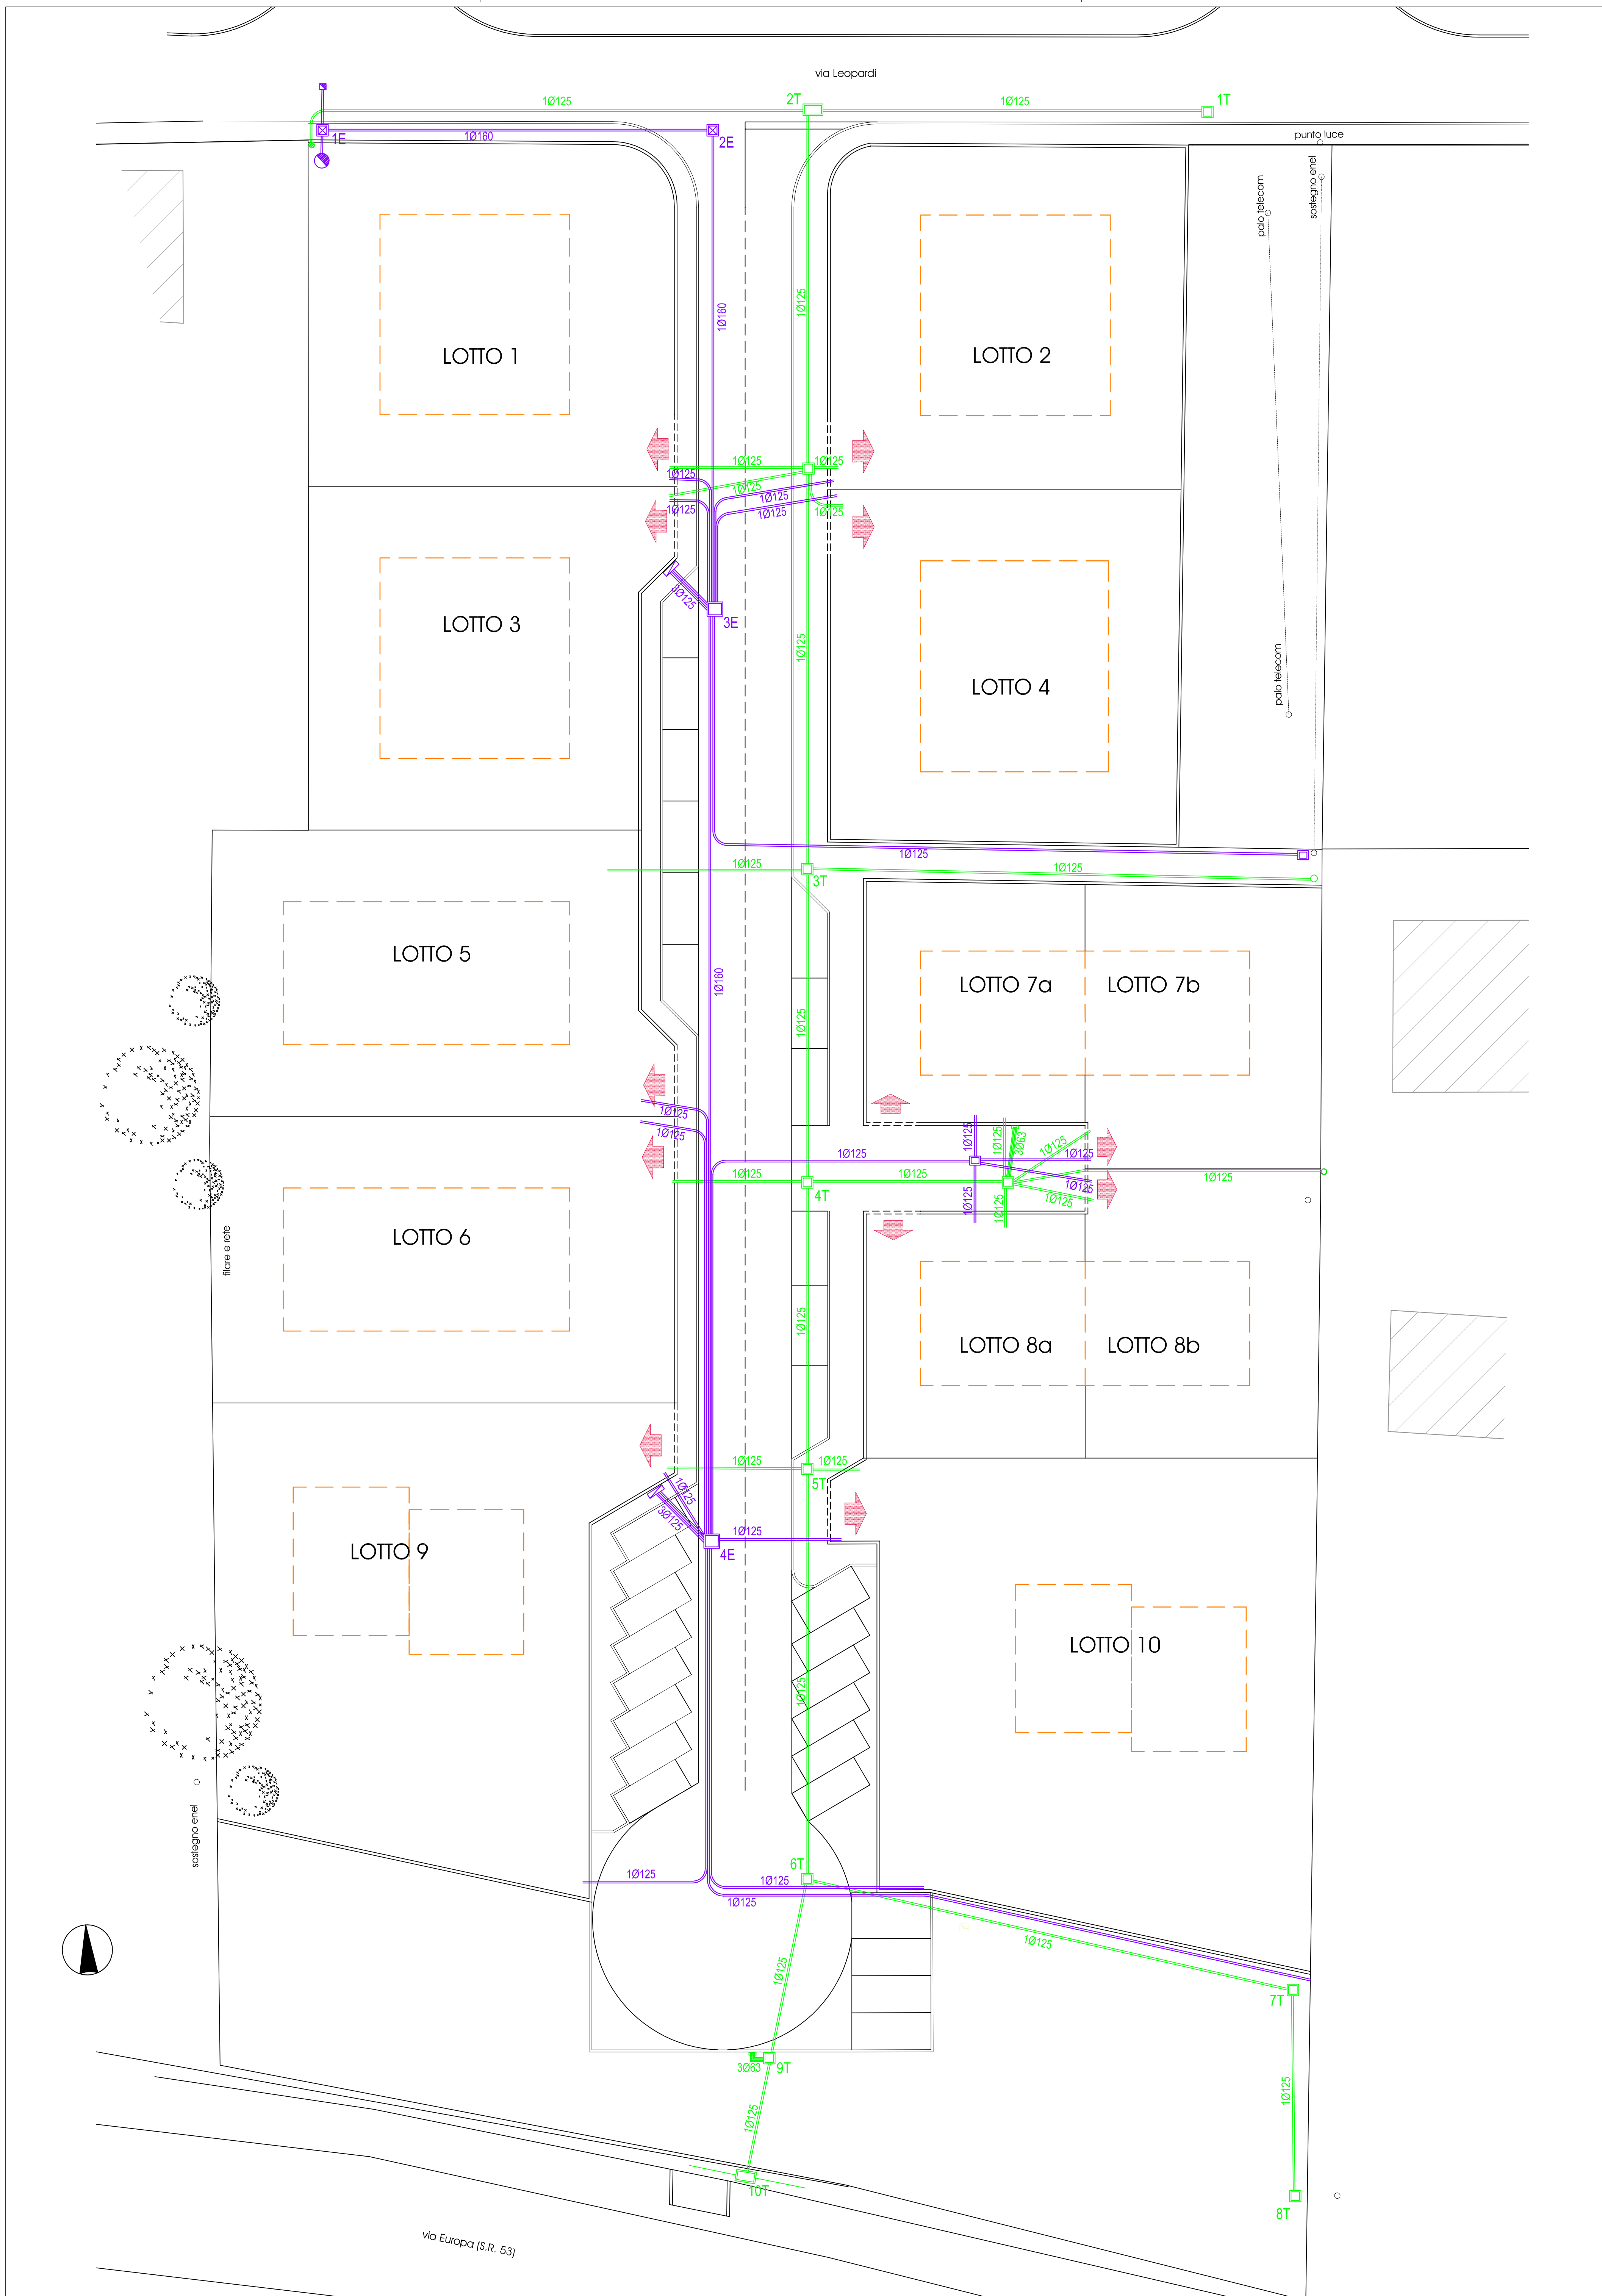 via Leopardi
1Ø125
2T
1Ø125
1T
1E
1Ø160
2E
punto luce
palo telecom
sostegno enel
1Ø160
1Ø125
LOTTO 1
LOTTO 2
1Ø125
1Ø125
1Ø125
1Ø125
1Ø125
1Ø125
1Ø125
1Ø125
3Ø125
3E
LOTTO 3
1Ø125
palo telecom
LOTTO 4
1Ø125
1Ø125
3T
1Ø125
LOTTO 5
1Ø160
1Ø125
LOTTO 7a
LOTTO 7b
1Ø125
1Ø125
1Ø125
1Ø125
1Ø125
3Ø63
1Ø125
1Ø125
1Ø125
4T
1Ø125
1Ø125
1Ø125
1Ø125
1Ø125
1Ø125
1Ø125
filare e rete
LOTTO 6
1Ø125
LOTTO 8a
LOTTO 8b
1Ø125
1Ø125
5T
1Ø125
3Ø125
1Ø125
4E
LOTTO 9
LOTTO 10
1Ø125
sostegno enel
6T
1Ø125
1Ø125
1Ø125
1Ø125
1Ø125
7T
3Ø63
9T
1Ø125
1Ø125
10T
8T
via Europa (S.R. 53)